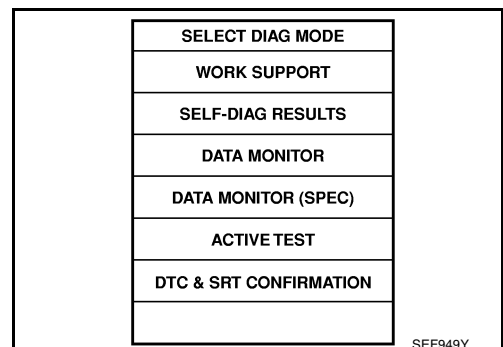 SELECT DIAG MODE
WORK SUPPORT
SELF-DIAG RESULTS
DATA MONITOR
DATA MONITOR (SPEC)
ACTIVE TEST
DTC & SRT CONFIRMATION
SEF949Y